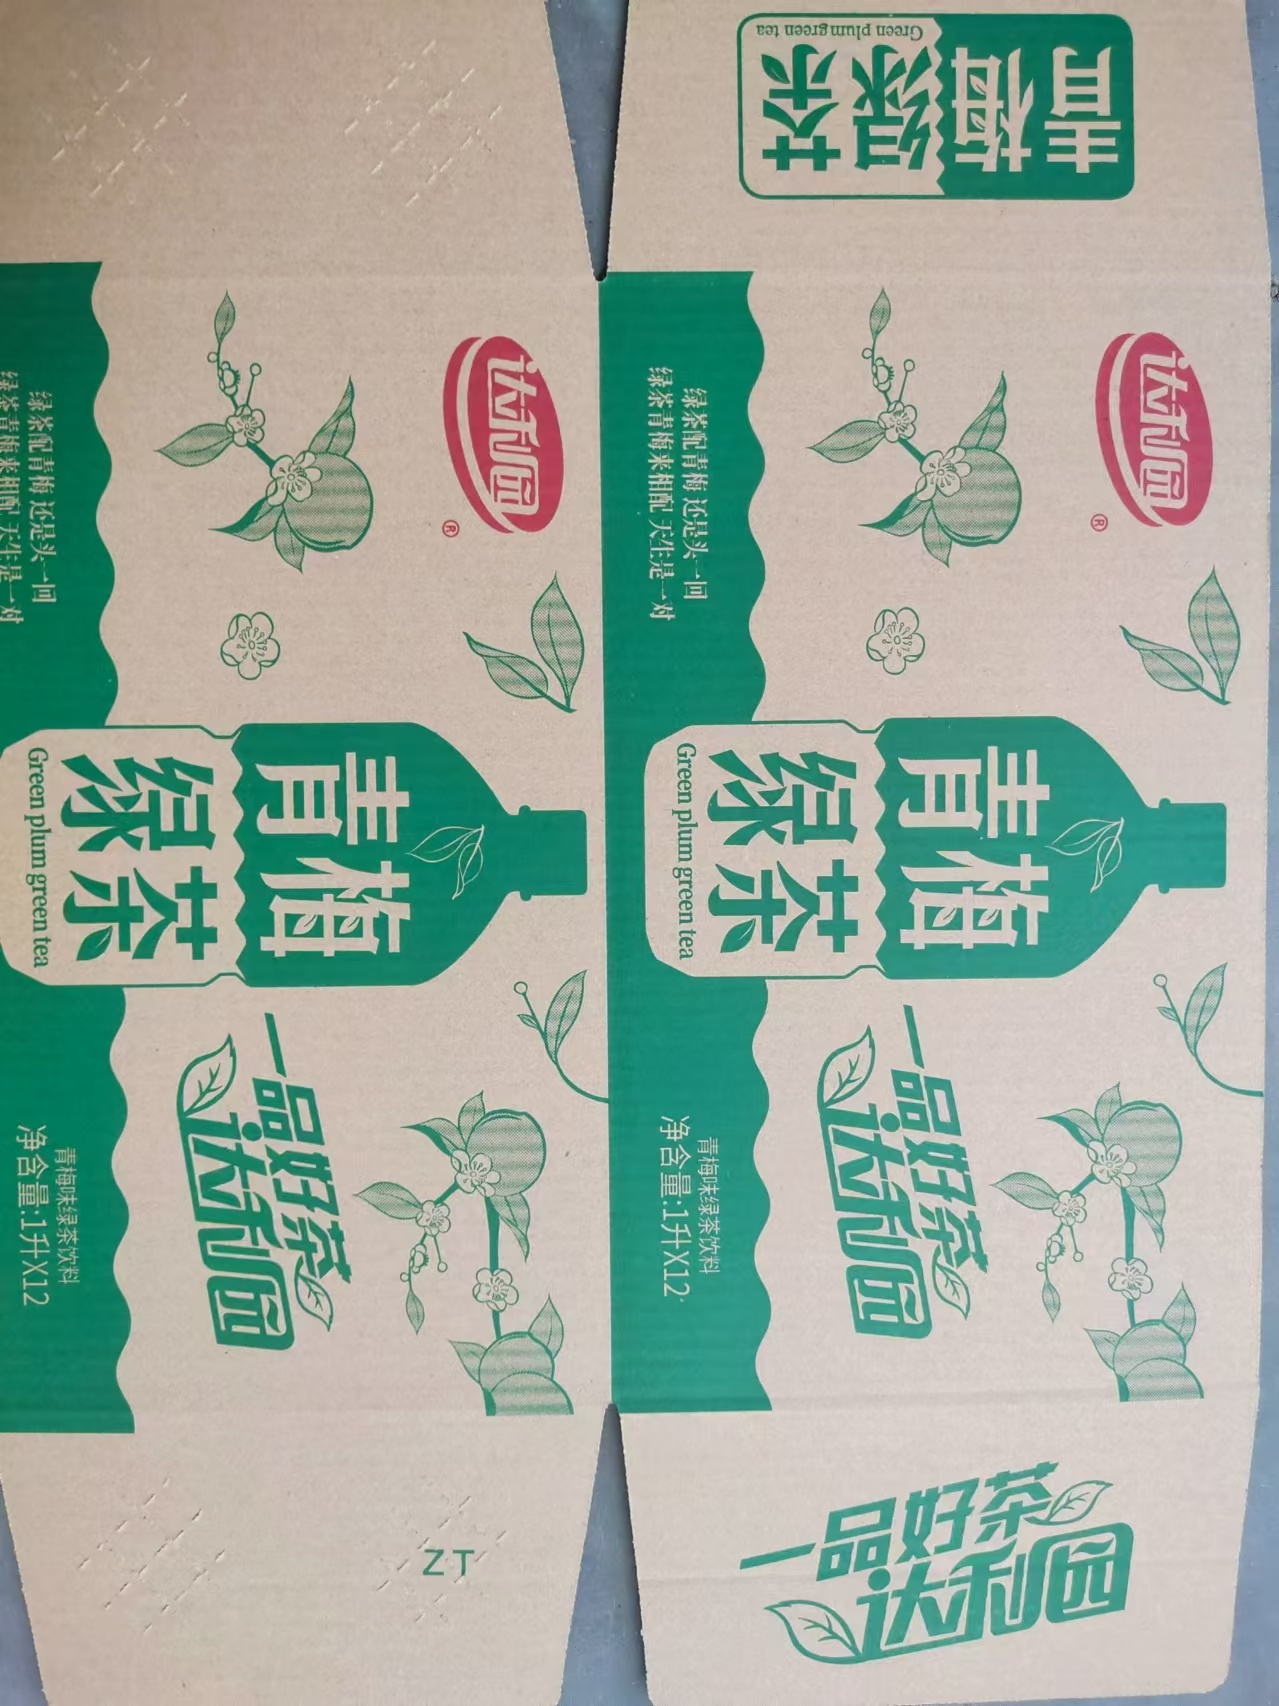 青梅绿茶
Green plum green tea
达利园
®
绿茶配青梅 还是头一回
绿茶青梅来相配 天生是一对
青梅
绿茶
Green plum green tea
一品好茶
达利园
青梅味绿茶饮料
净含量:1升X12
达利园
®
绿茶配青梅 还是头一回
绿茶青梅来相配 天生是一对
青梅
绿茶
Green plum green tea
一品好茶
达利园
青梅味绿茶饮料
净含量:1升X12
ZT
一品好茶
达利园